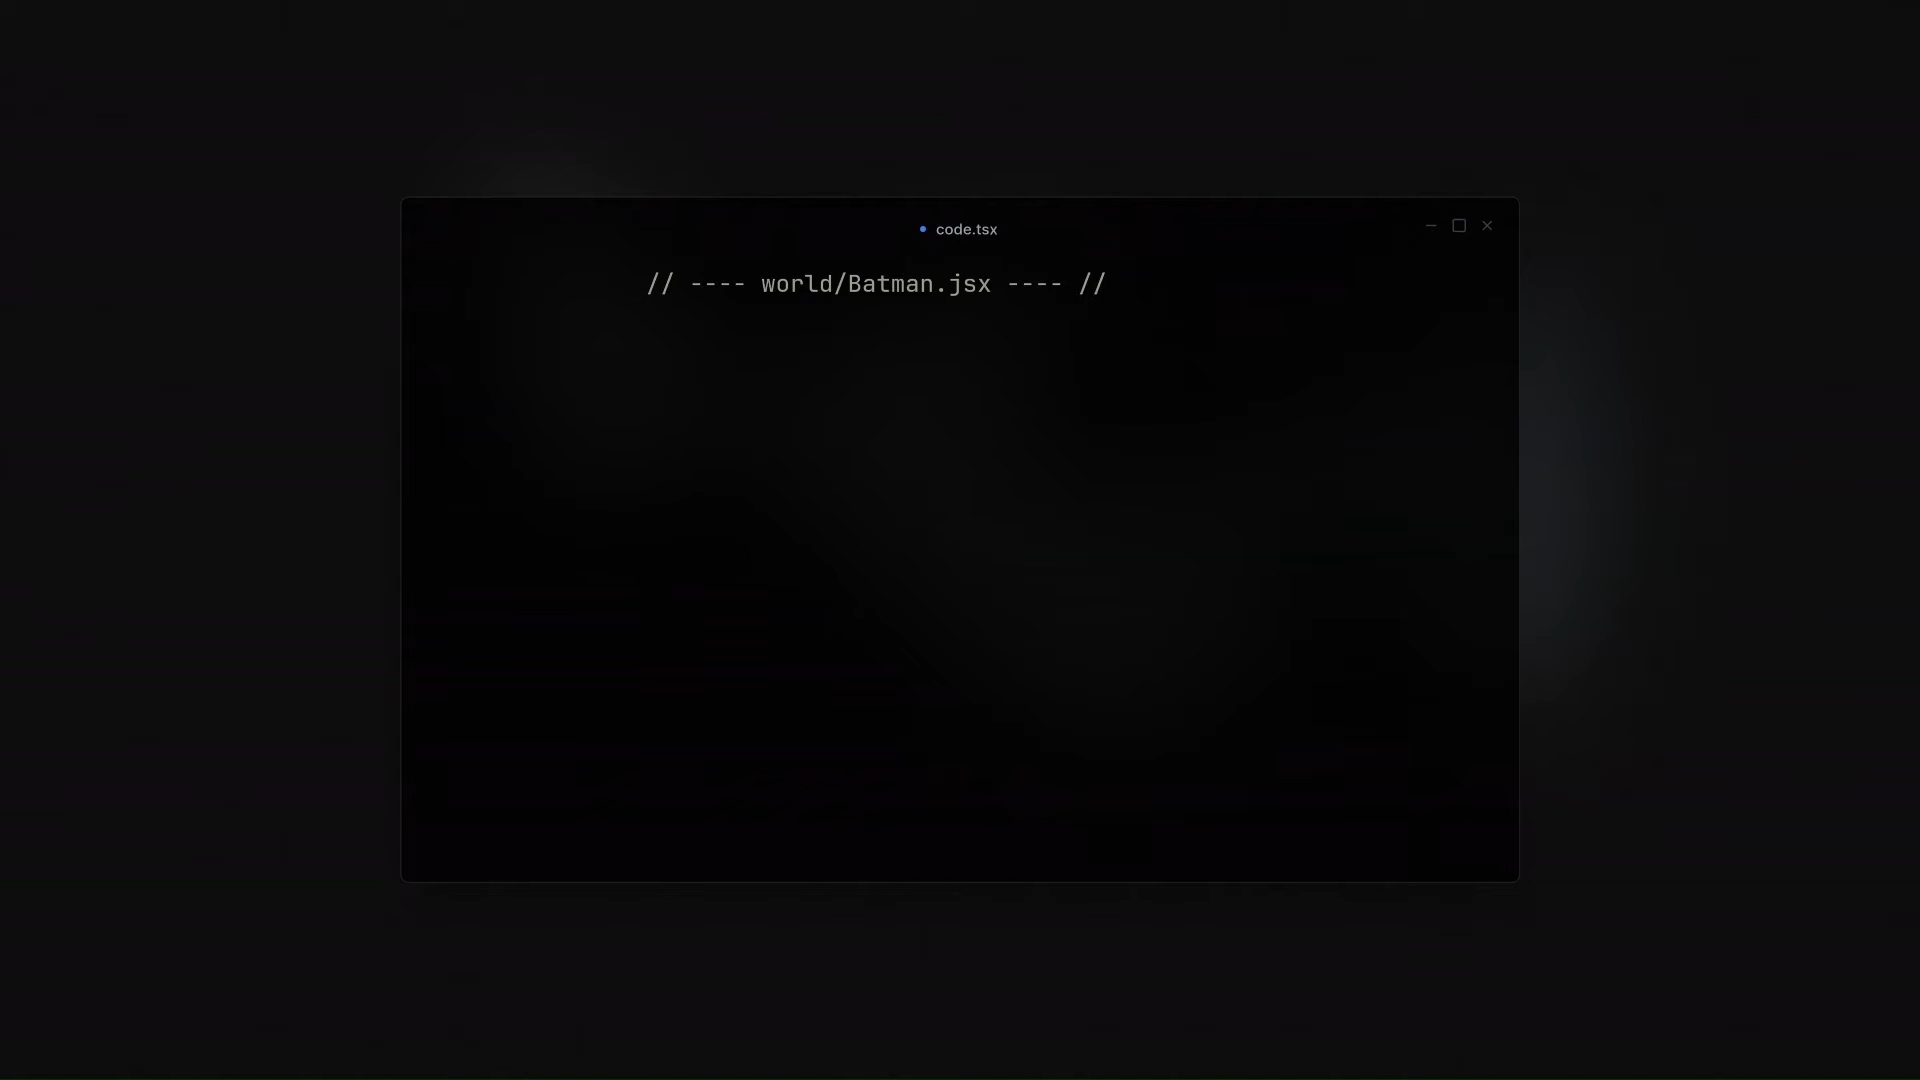 code.tsx
// ---- world/Batman.jsx ---- //